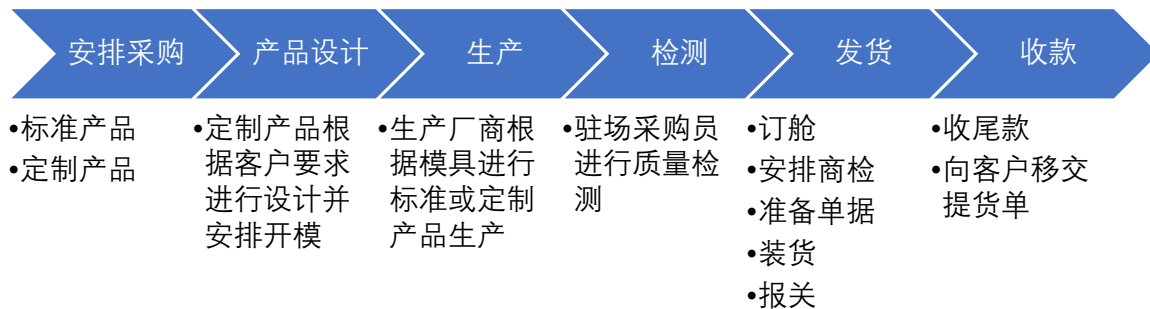 安排采购
产品设计
生产
检测
发货
收款
•标准产品
•定制产品
•定制产品根
据客户要求
进行设计并
安排开模
•生产厂商根
据模具进行
标准或定制
产品生产
•驻场采购员
进行质量检
测
•订舱
•安排商检
•准备单据
•装货
•报关
•收尾款
•向客户移交
提货单